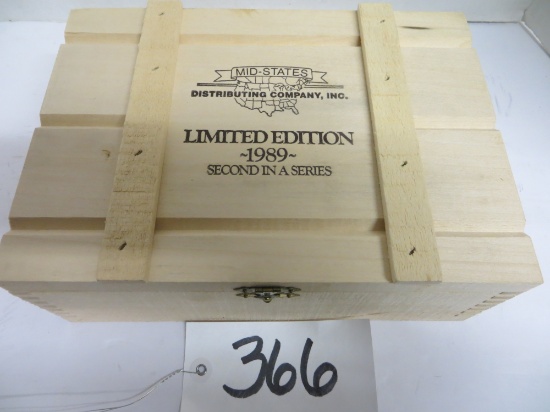 MID-STATES
DISTRIBUTING COMPANY, INC.
LIMITED EDITION
~1989~
SECOND IN A SERIES
366